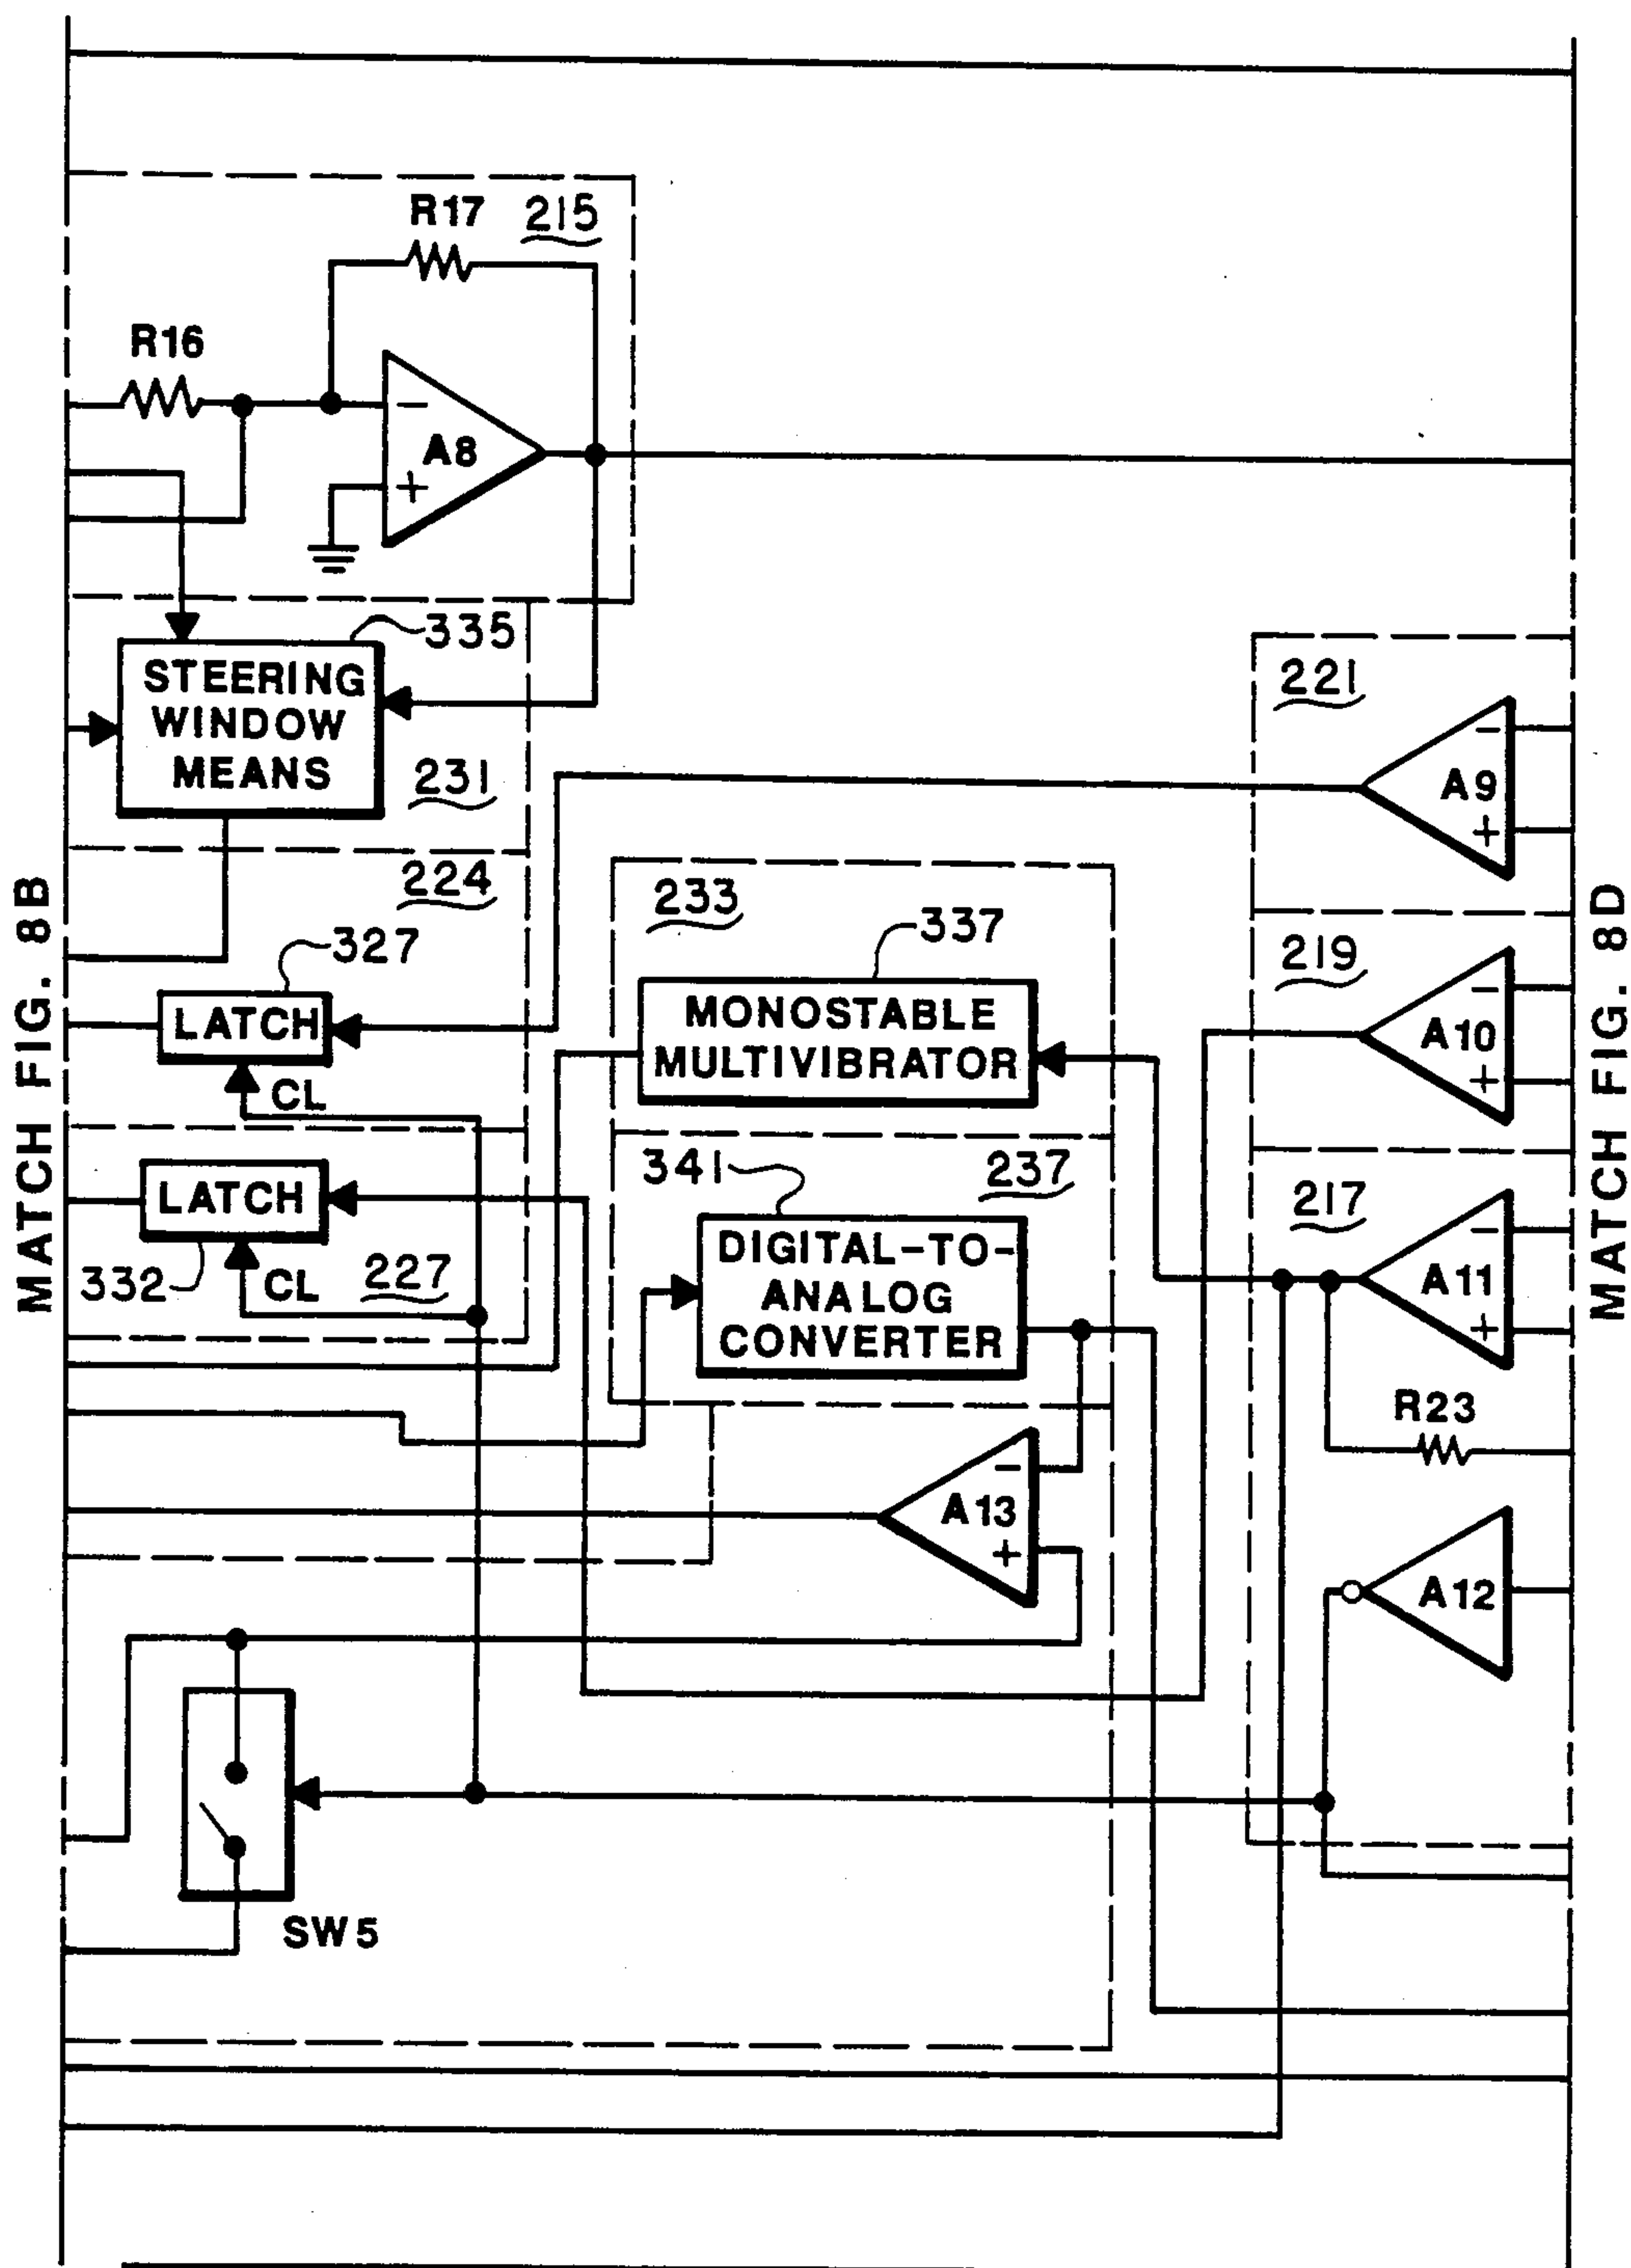 R17
215
R16
−
A8
+
335
STEERING
WINDOW
MEANS
231
221
−
A9
+
224
233
327
337
LATCH
CL
MONOSTABLE
MULTIVIBRATOR
219
−
A10
+
MATCH FIG. 8B
MATCH FIG. 8D
LATCH
332
CL
227
341
237
DIGITAL-TO-
ANALOG
CONVERTER
217
−
A11
+
R23
−
A13
+
A12
SW5